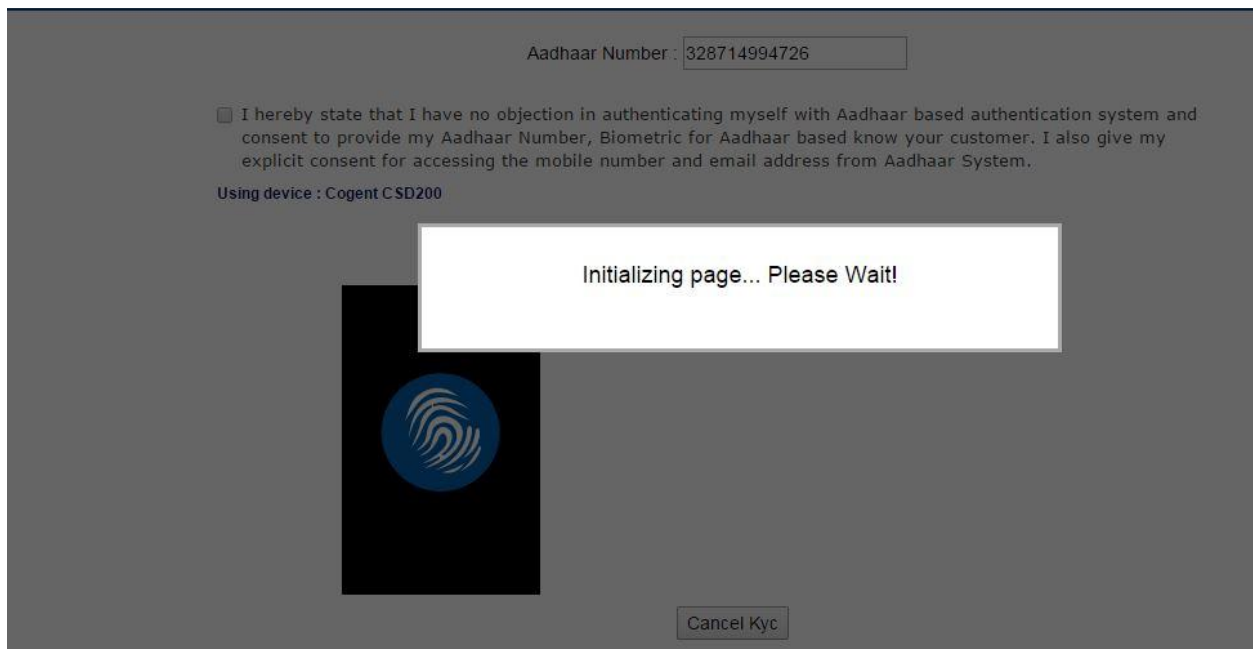 Aadhaar Number : 328714994726
I hereby state that I have no objection in authenticating myself with Aadhaar based authentication system and
consent to provide my Aadhaar Number, Biometric for Aadhaar based know your customer. I also give my
explicit consent for accessing the mobile number and email address from Aadhaar System.
Using device : Cogent CSD200
Initializing page... Please Wait!
Cancel Kyc